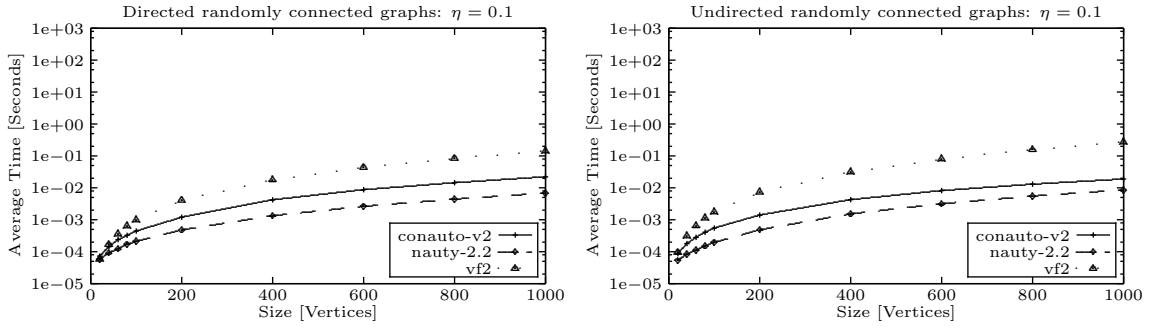 Directed randomly connected graphs: η = 0.1
1e+03
1e+02
1e+01
1e+00
1e−01
1e−02
1e−03
1e−04
1e−05
Average Time [Seconds]
0 200 400 600 800 1000
Size [Vertices]
conauto-v2
nauty-2.2
vf2
Undirected randomly connected graphs: η = 0.1
1e+03
1e+02
1e+01
1e+00
1e−01
1e−02
1e−03
1e−04
1e−05
Average Time [Seconds]
0 200 400 600 800 1000
Size [Vertices]
conauto-v2
nauty-2.2
vf2